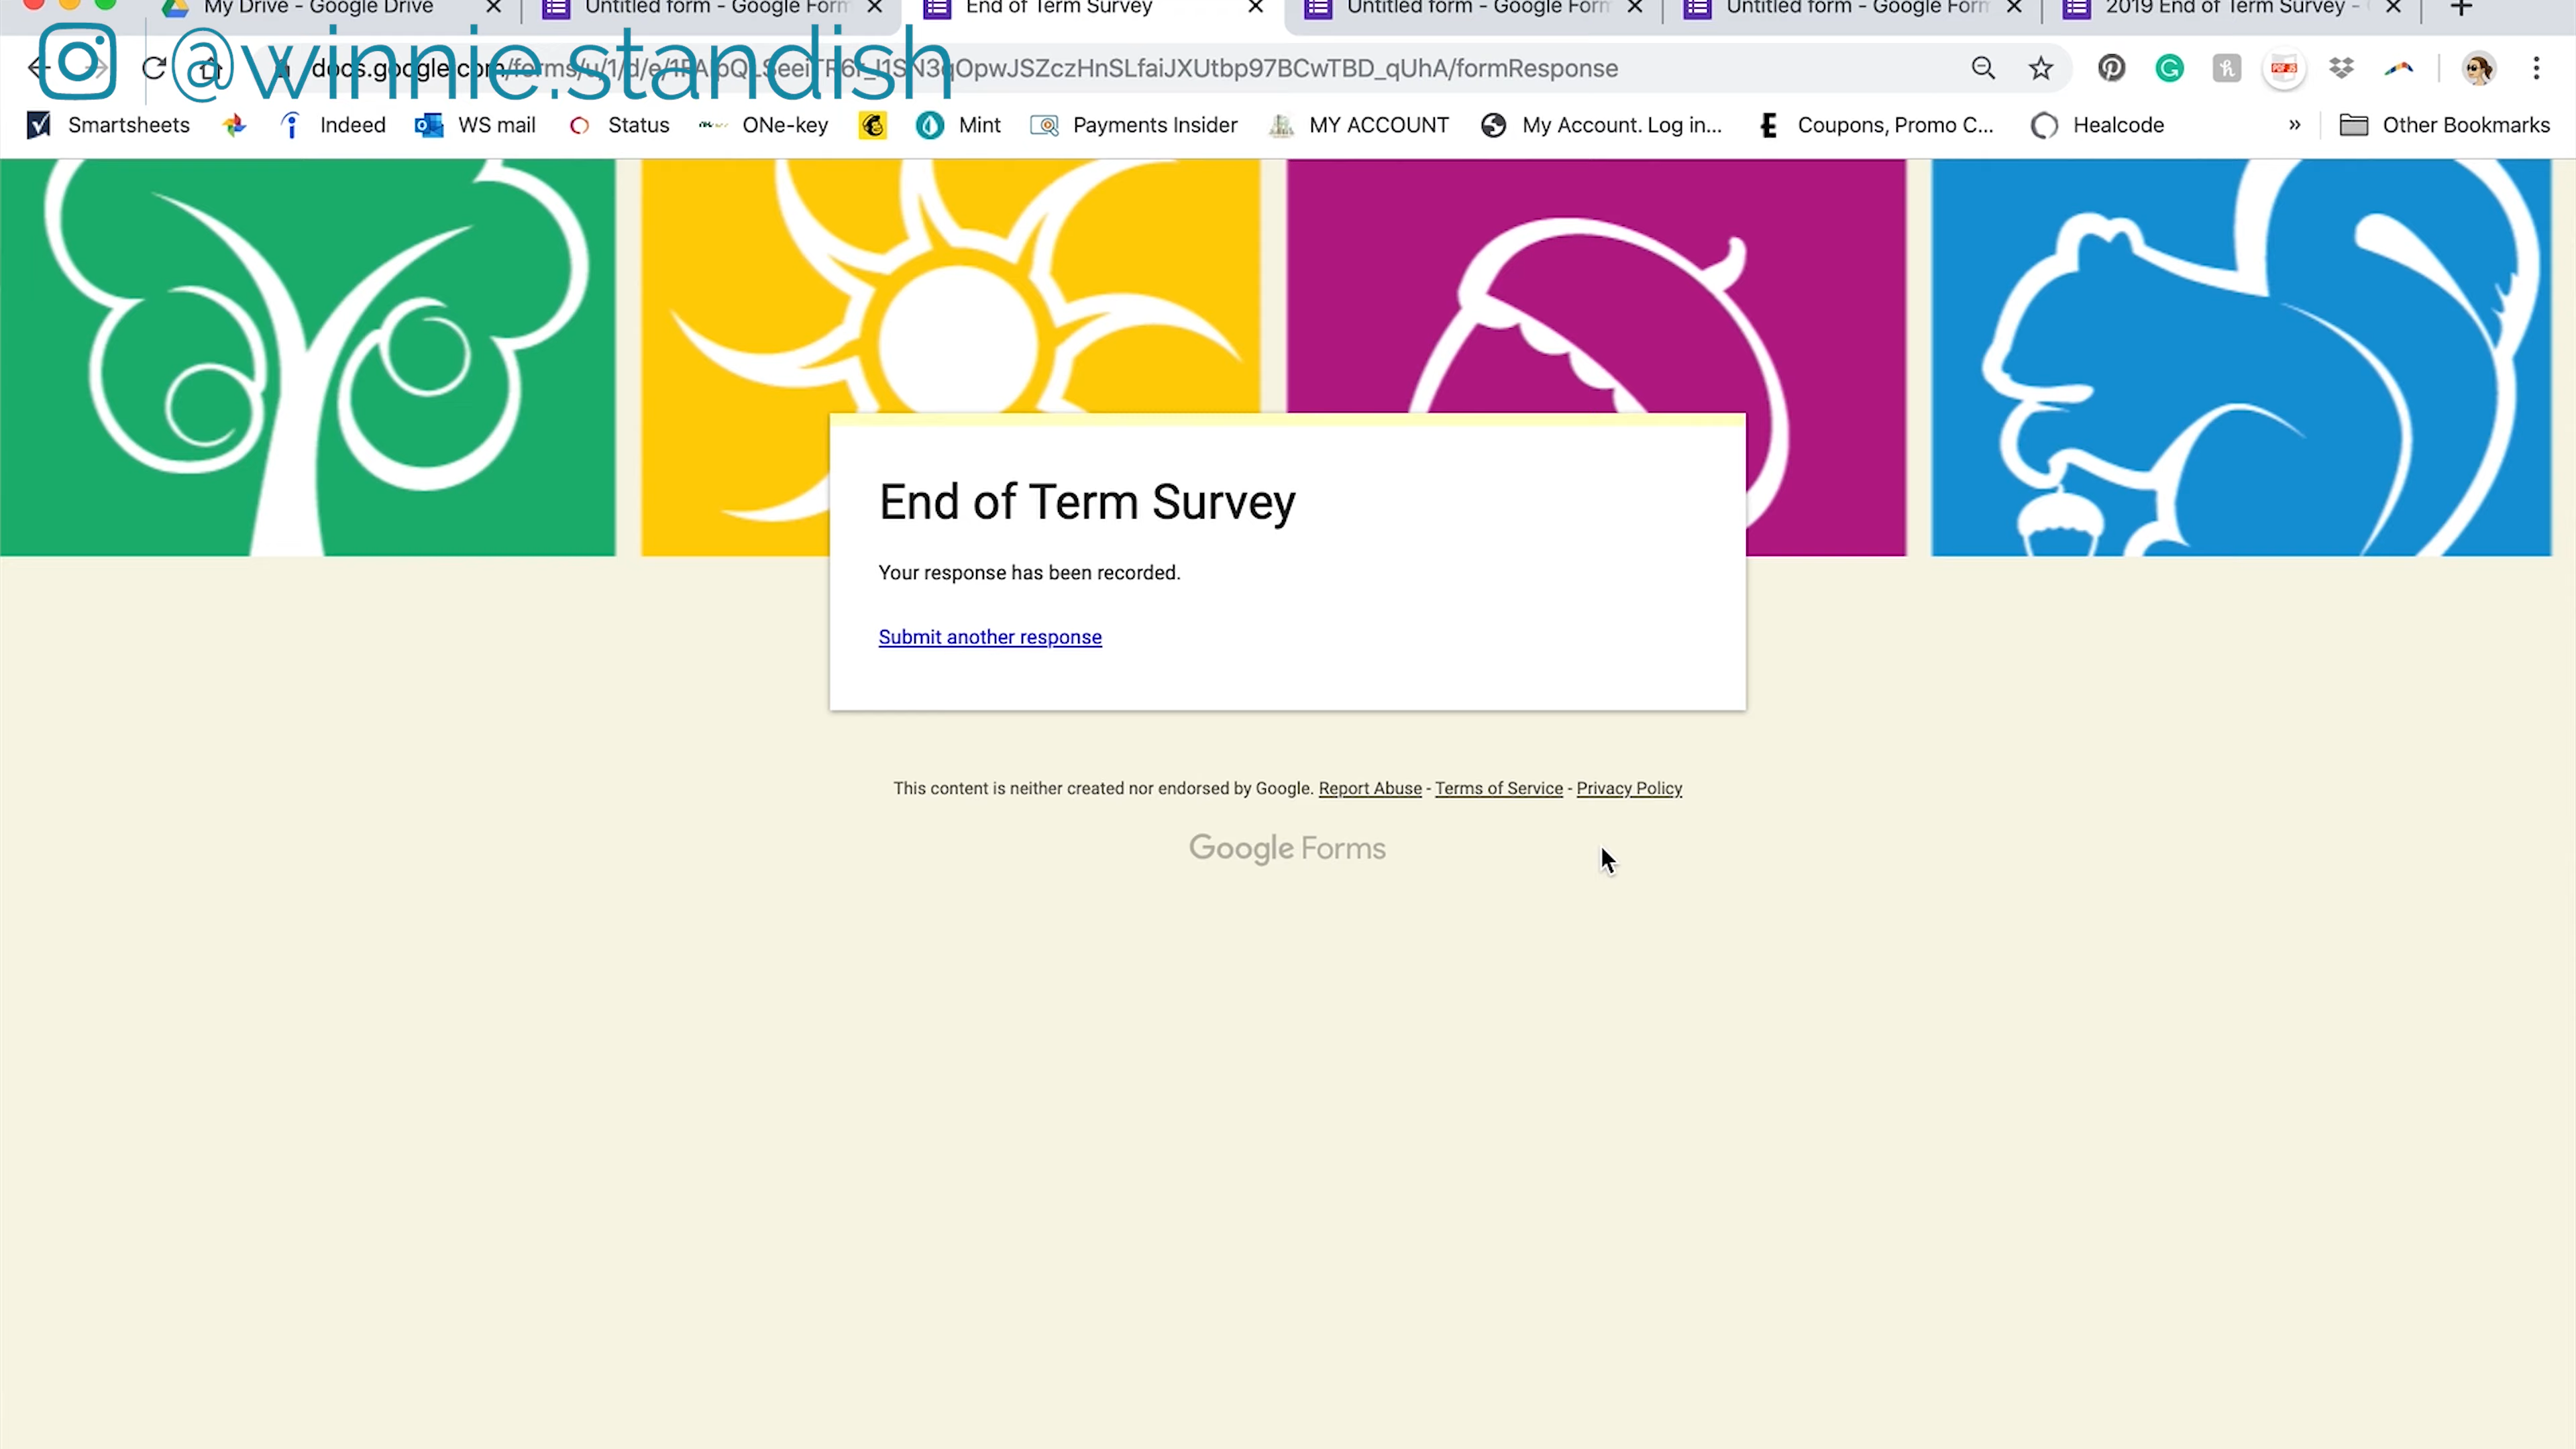 My Drive - Google Drive
Untitled form - Google Form
End of Term Survey
Untitled form - Google Form
Untitled form - Google Form
2019 End of Term Survey -
@winnie.standish
OpwJSZczHnSLfaiJXUtbp97BCwTBD_qUhA/formResponse
Smartsheets
Indeed
WS mail
Status
ONe-key
Mint
Payments Insider
MY ACCOUNT
My Account. Log in...
Coupons, Promo C...
Healcode
»
Other Bookmarks
End of Term Survey
Your response has been recorded.
Submit another response
This content is neither created nor endorsed by Google. Report Abuse - Terms of Service - Privacy Policy
Google Forms